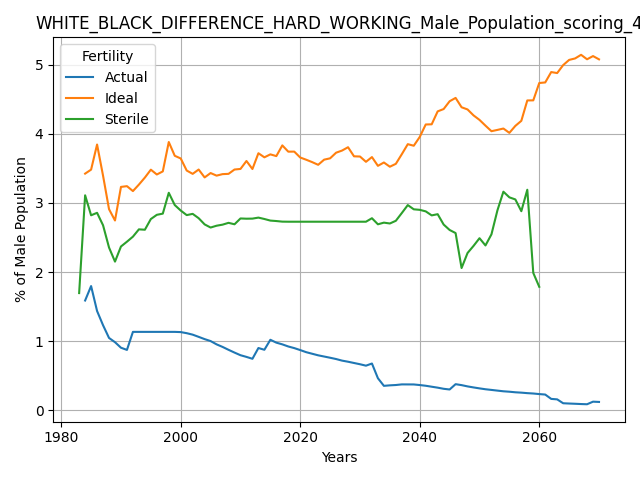 WHITE_BLACK_DIFFERENCE_HARD_WORKING_Male_Population_scoring_4
Fertility
Actual
Ideal
Sterile
% of Male Population
5
4
3
2
1
0
1980 2000 2020 2040 2060
Years